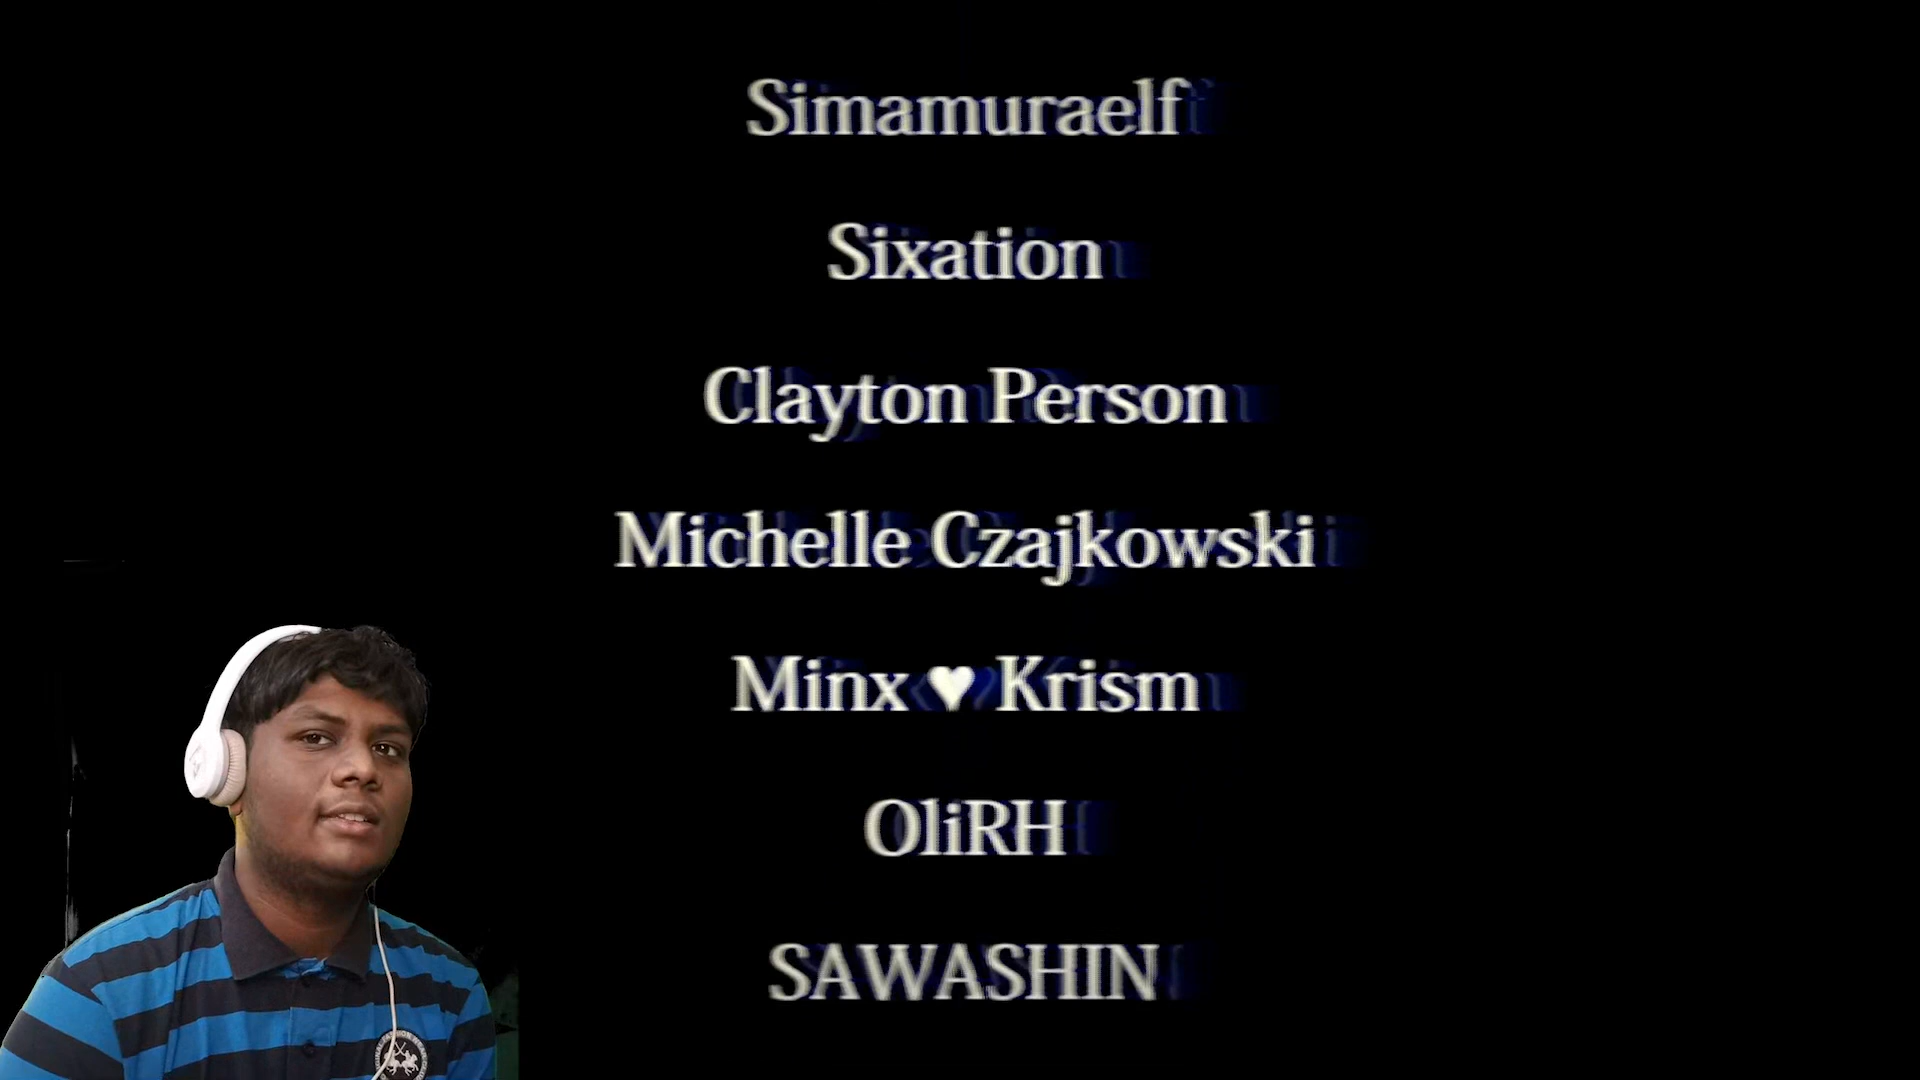 Simamuraelf
Sixation
Clayton Person
Michelle Czajkowski
Minx ♥ Krism
OliRH
SAWASHIN